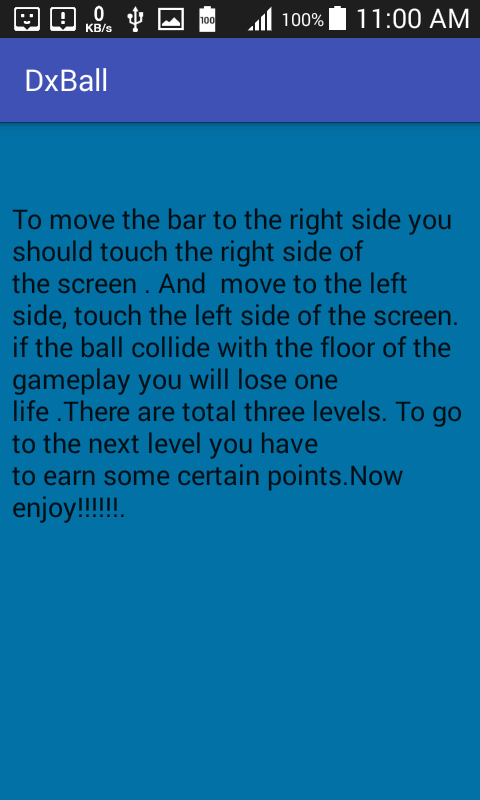 0 KB/s 100 100% 11:00 AM
DxBall
To move the bar to the right side you
should touch the right side of
the screen . And  move to the left
side, touch the left side of the screen.
if the ball collide with the floor of the
gameplay you will lose one
life .There are total three levels. To go
to the next level you have
to earn some certain points.Now
enjoy!!!!!!.